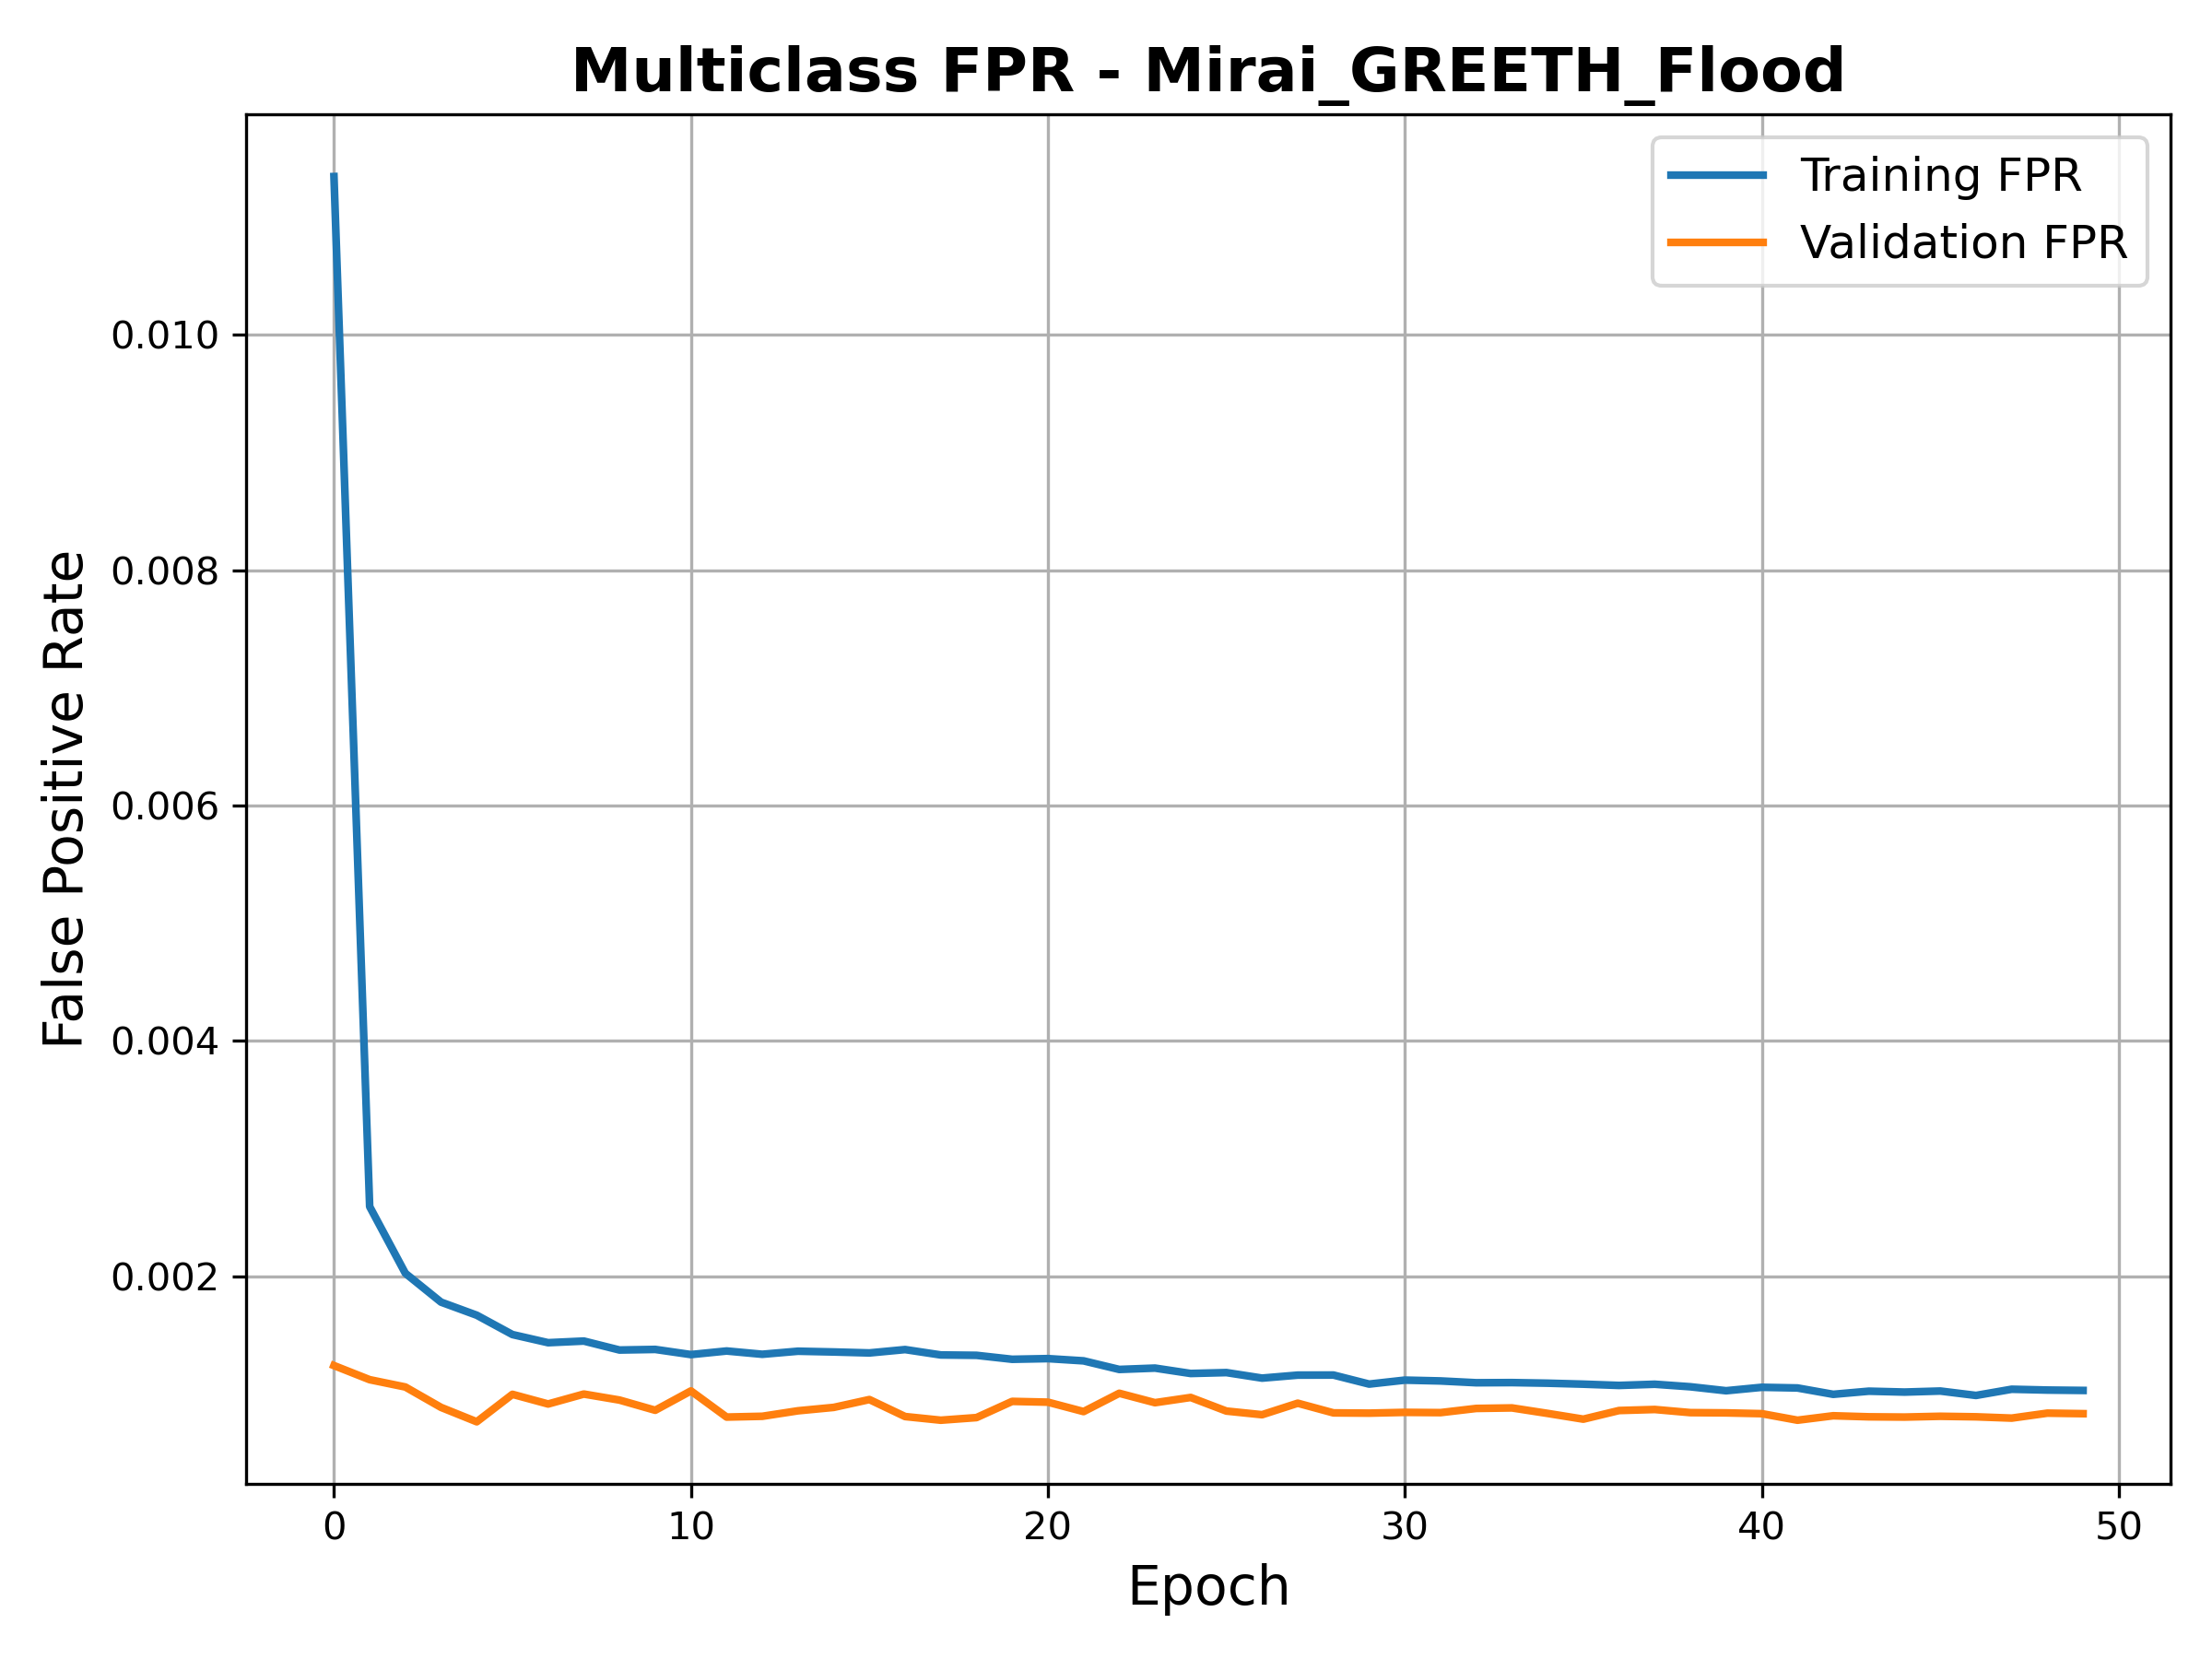 Multiclass FPR - Mirai_GREETH_Flood
Training FPR
Validation FPR
False Positive Rate
0.010
0.008
0.006
0.004
0.002
0
10
20
30
40
50
Epoch